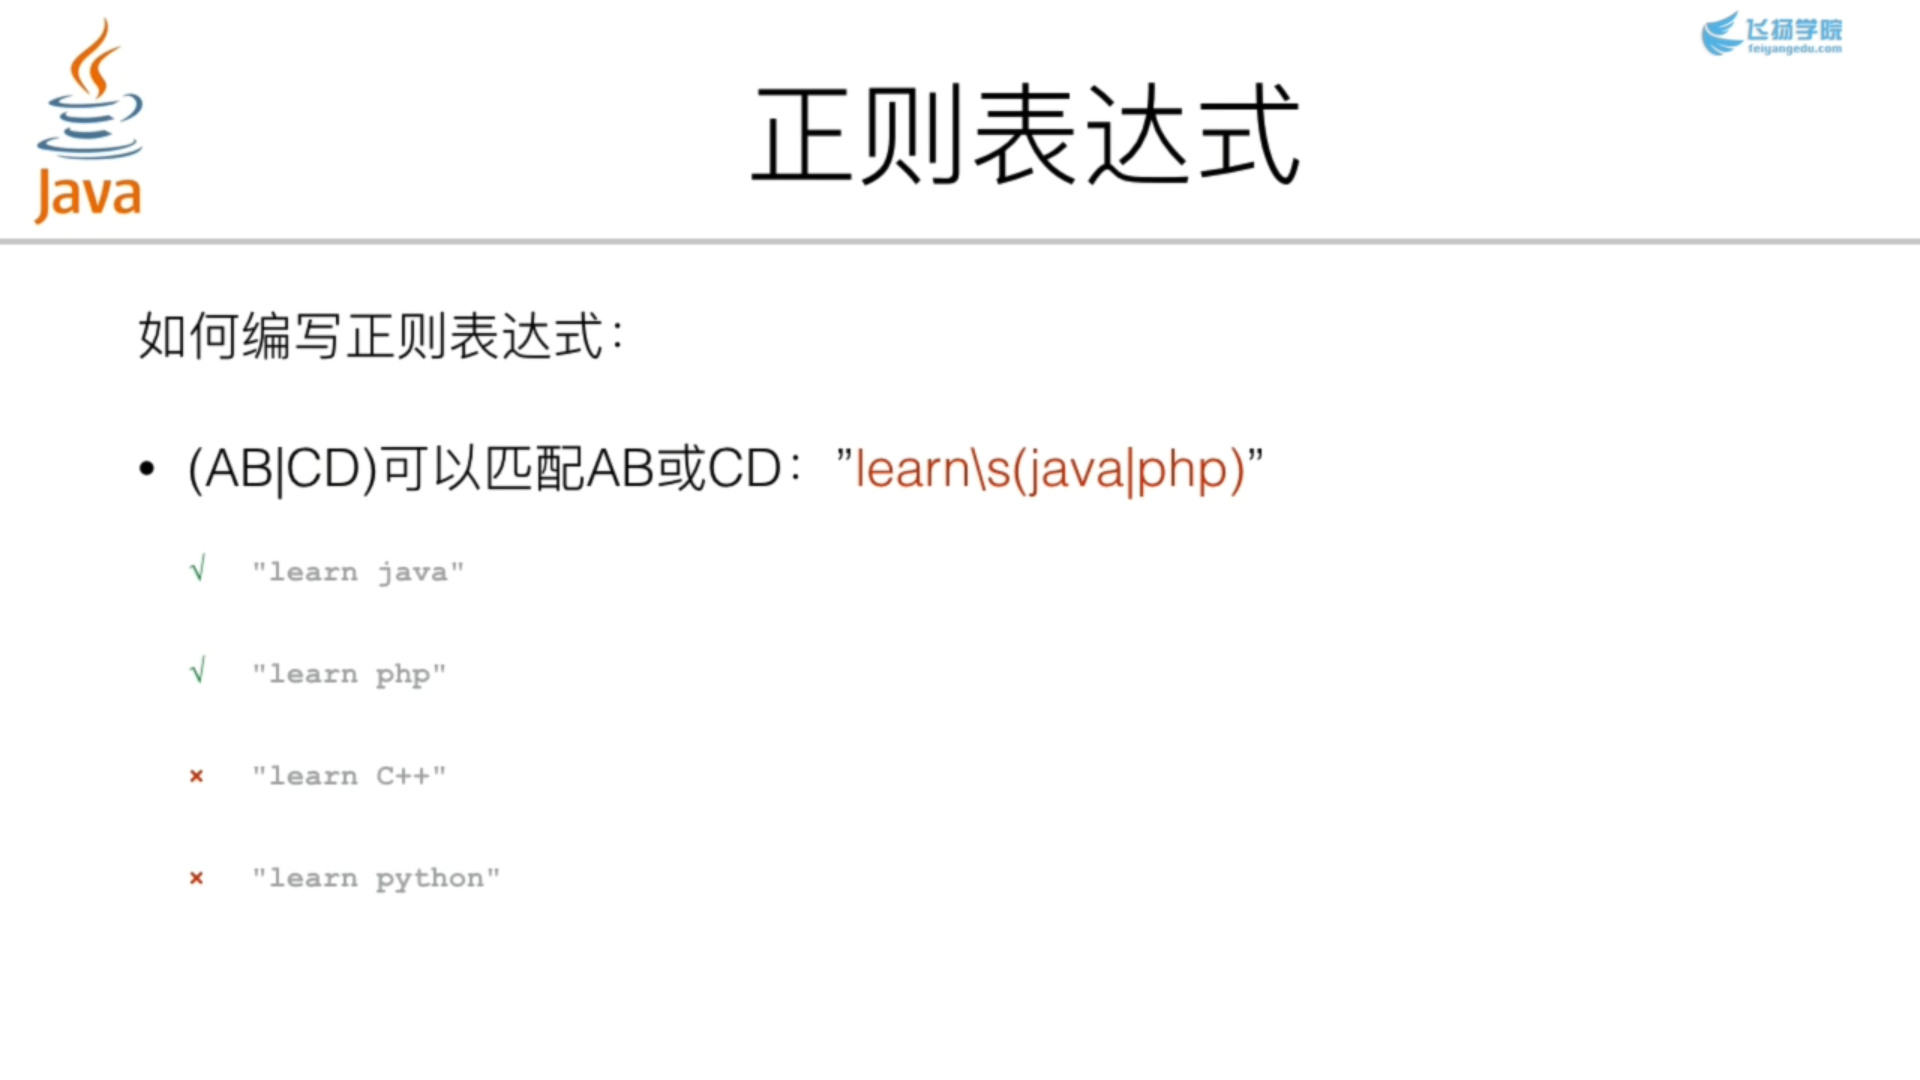 Java
飞扬学院
feiyangedu.com
正则表达式
如何编写正则表达式：
• (AB|CD)可以匹配AB或CD： ”learn\s(java|php)”
√ "learn java"
√ "learn php"
× "learn C++"
× "learn python"